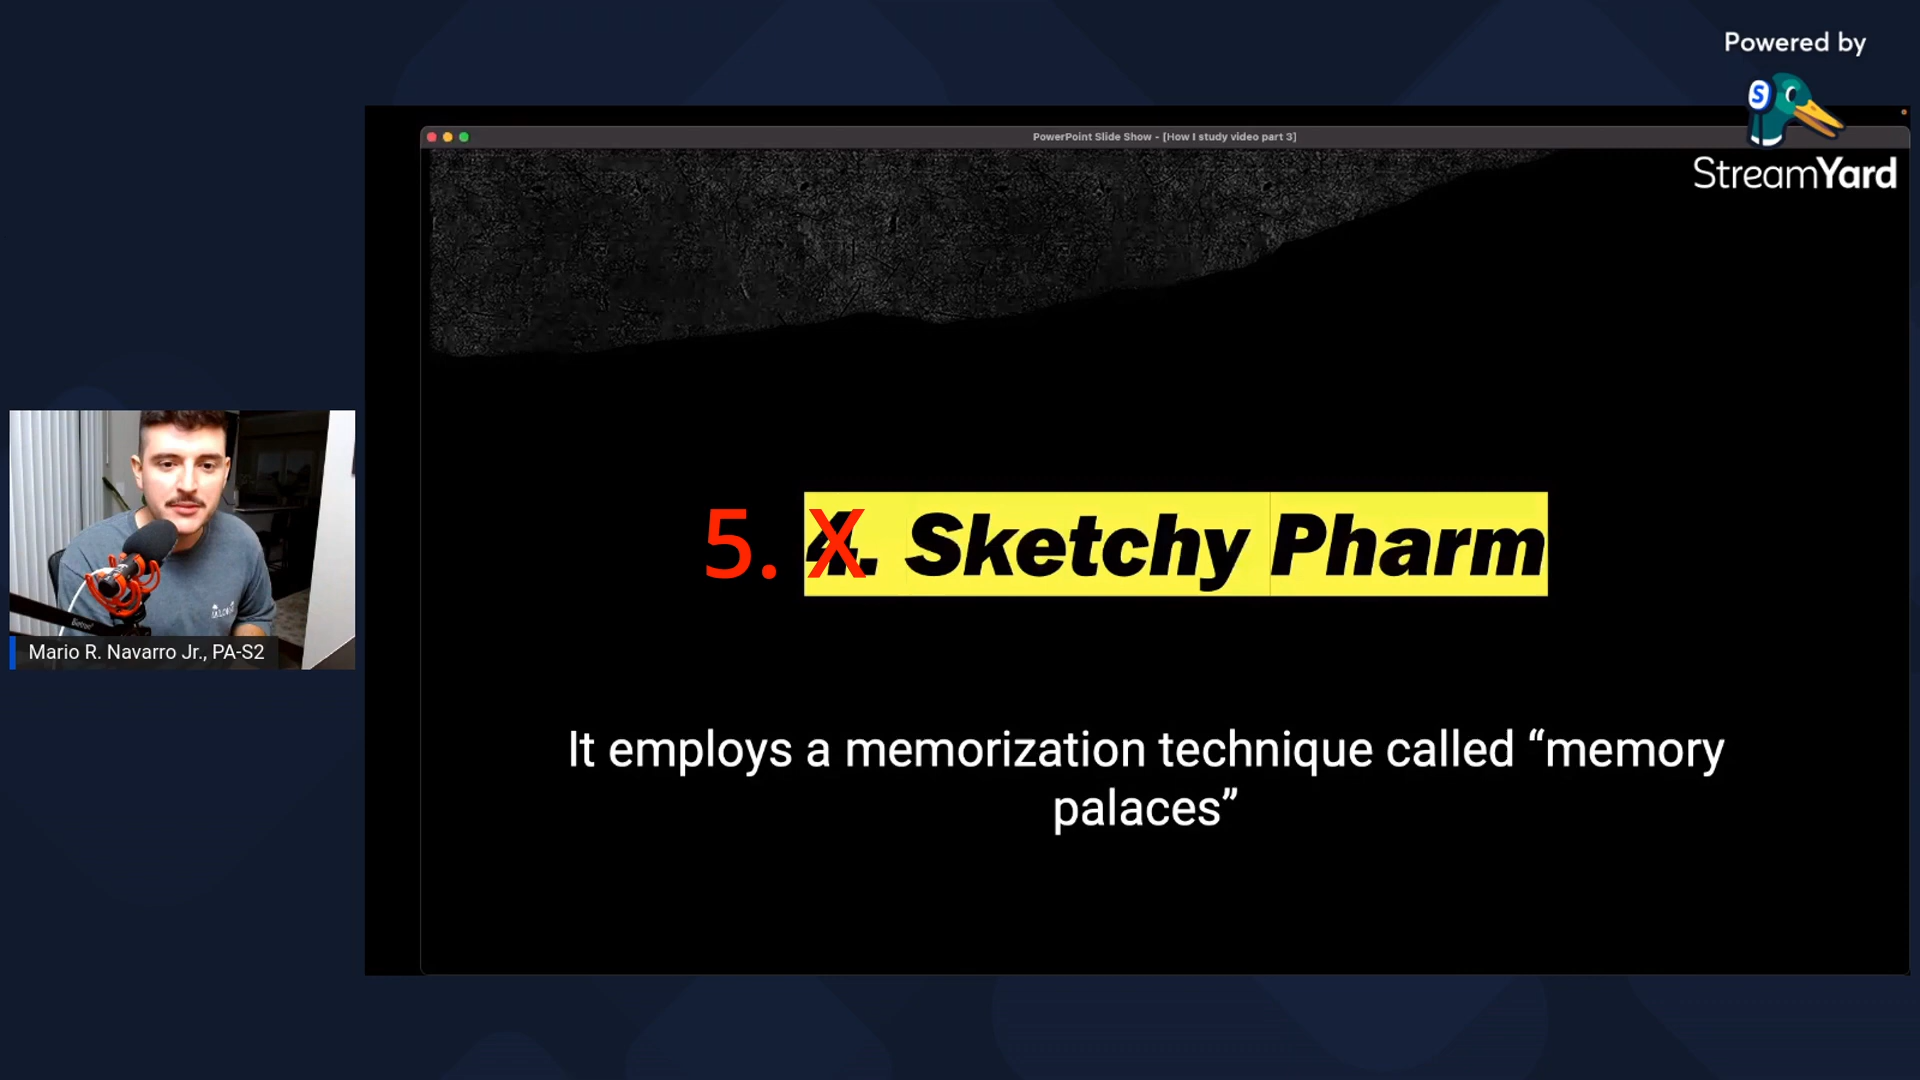 Powered by
S
StreamYard
PowerPoint Slide Show - [How I study video part 3]
5. X 4. Sketchy Pharm
It employs a memorization technique called “memory
palaces”
Mario R. Navarro Jr., PA-S2